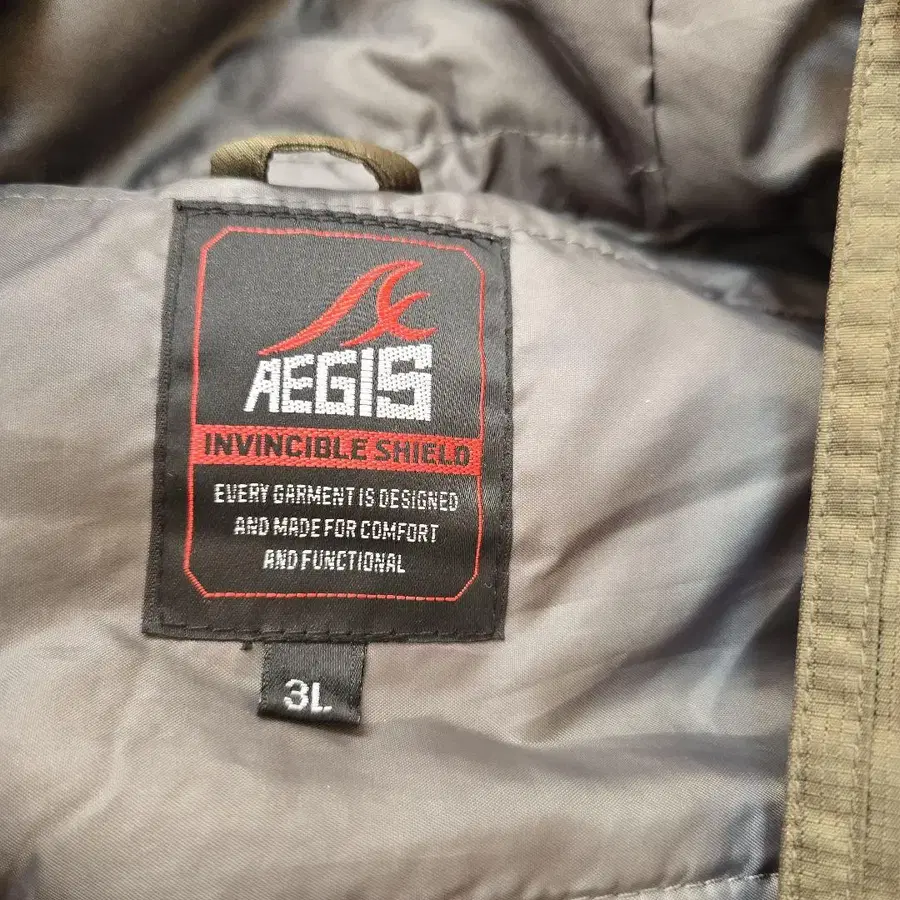 AEGIS
INVINCIBLE SHIELD
EVERY GARMENT IS DESIGNED
AND MADE FOR COMFORT
AND FUNCTIONAL
3L